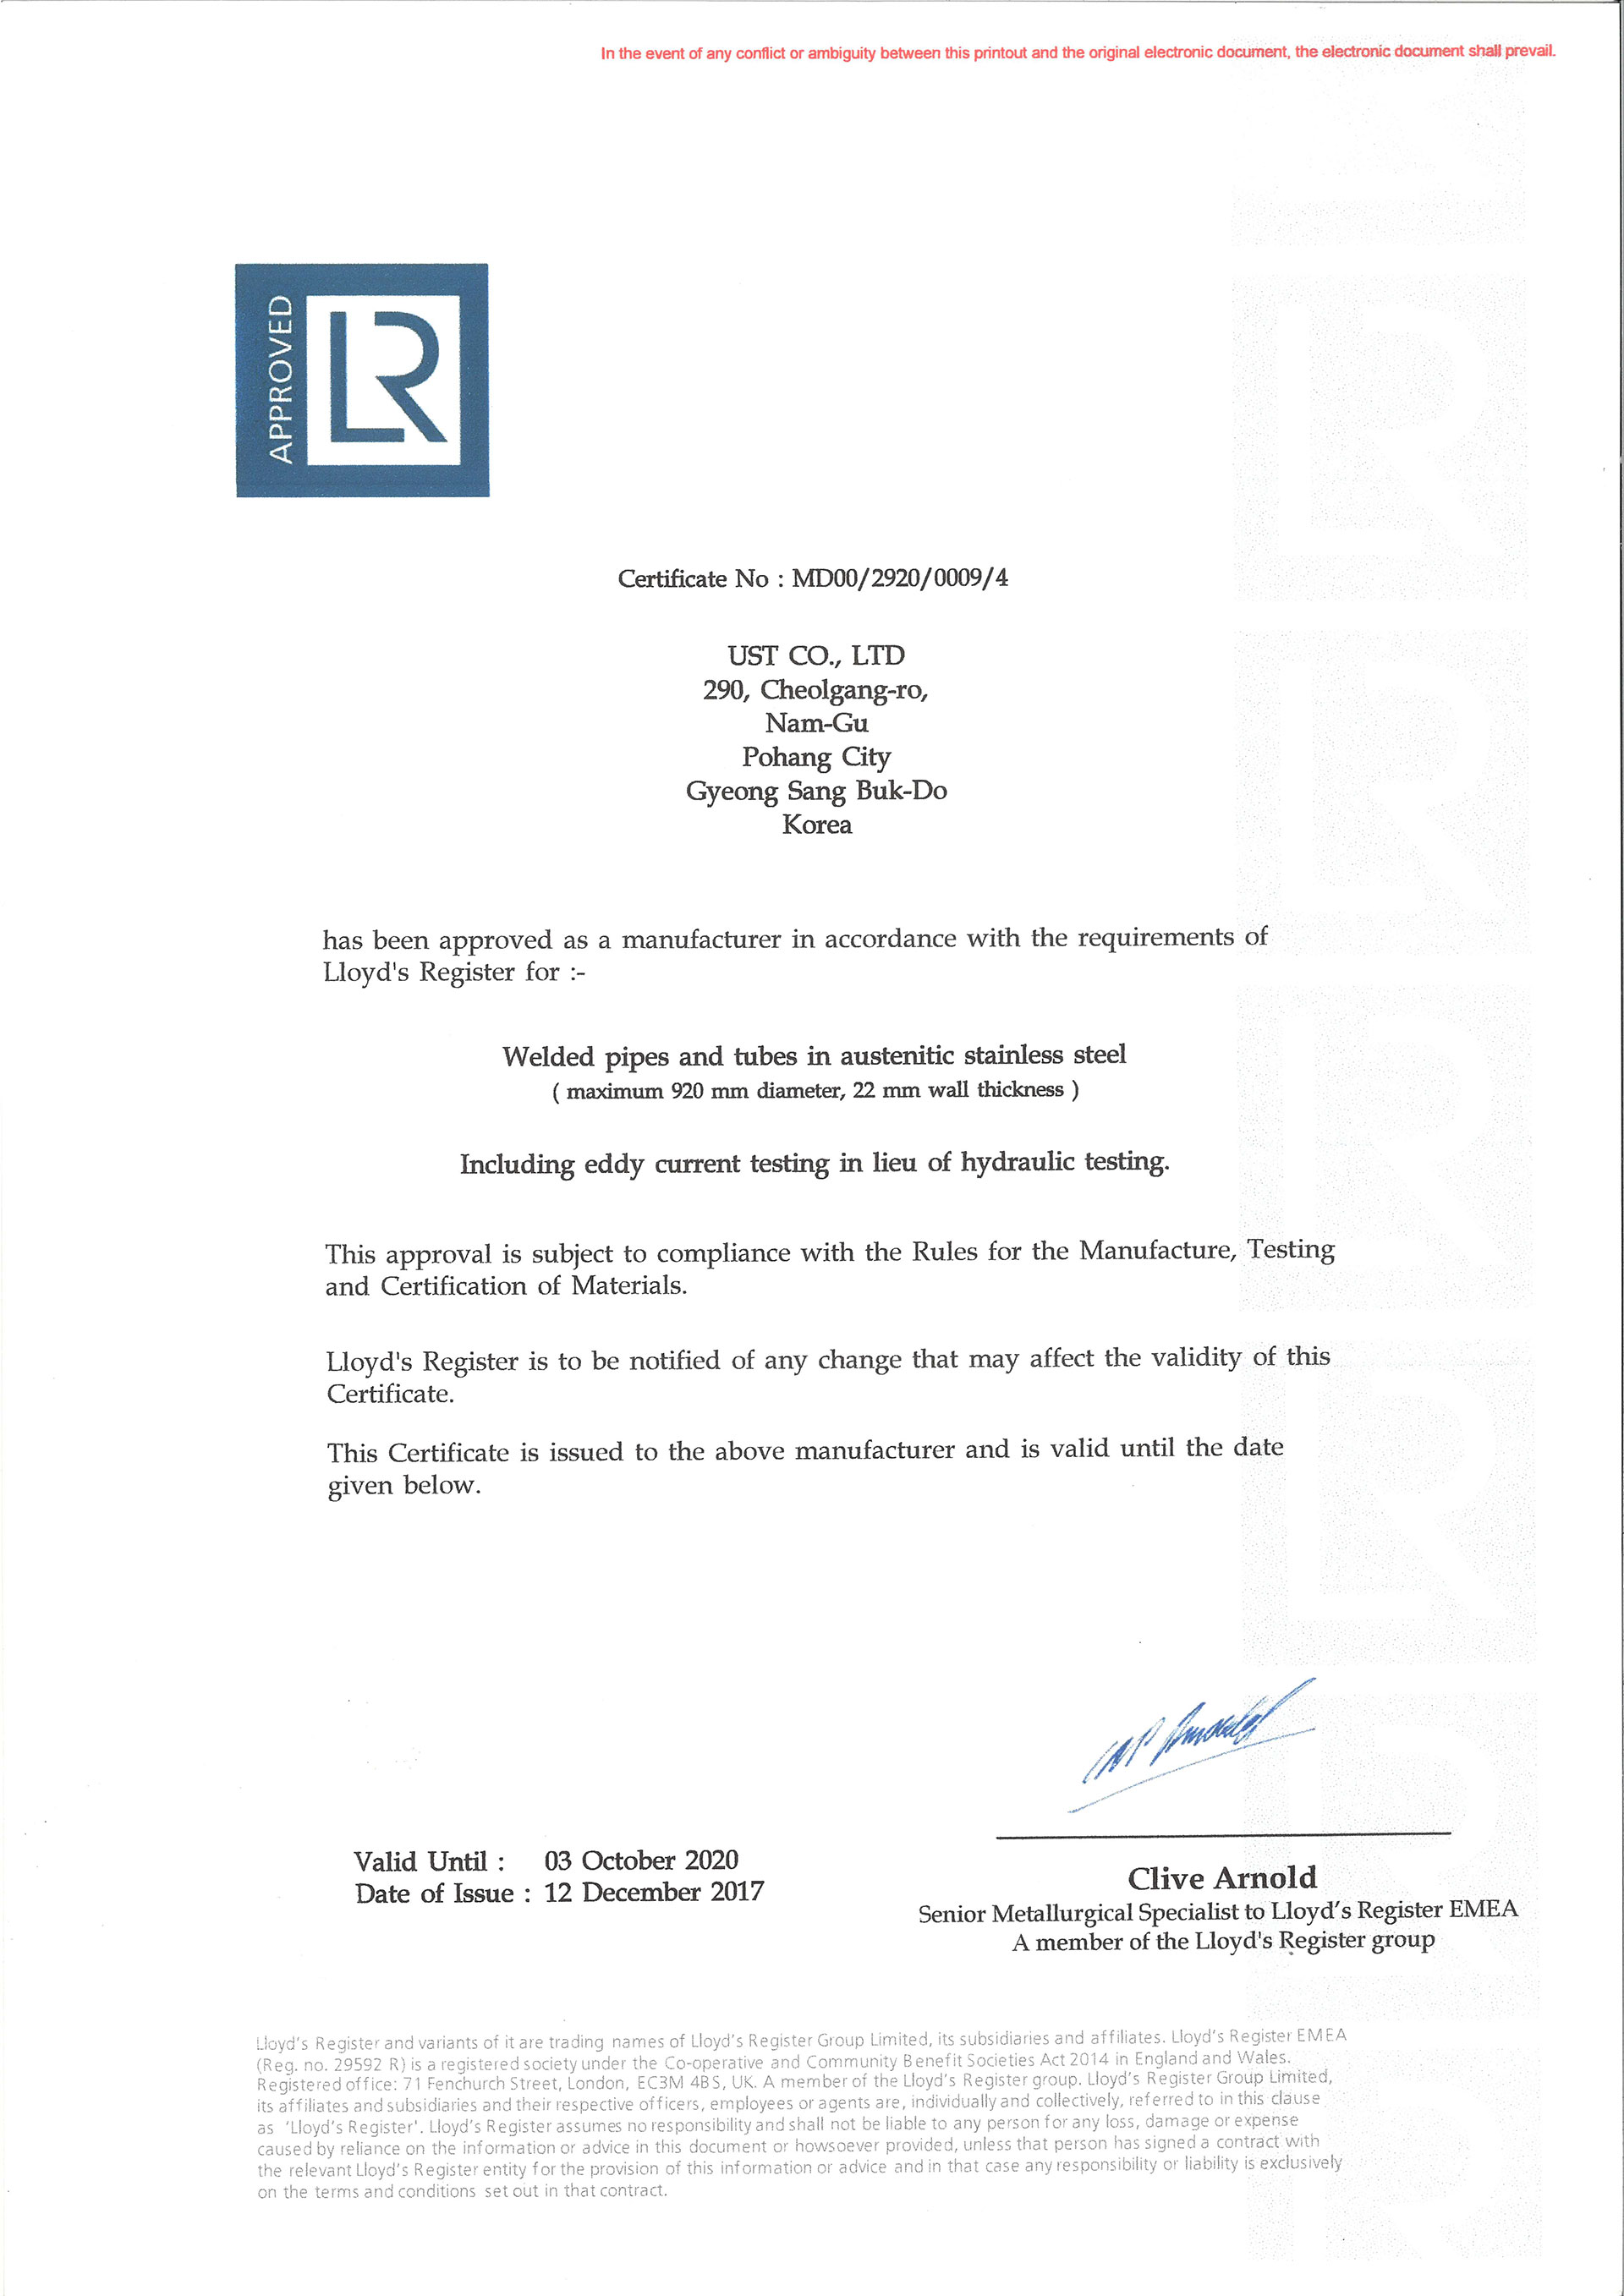 In the event of any conflict or ambiguity between this printout and the original electronic document, the electronic document shall prevail.
APPROVED
LR
Certificate No : MD00/2920/0009/4
UST CO., LTD
290, Cheolgang-ro,
Nam-Gu
Pohang City
Gyeong Sang Buk-Do
Korea
has been approved as a manufacturer in accordance with the requirements of
Lloyd's Register for :-
Welded pipes and tubes in austenitic stainless steel
( maximum 920 mm diameter, 22 mm wall thickness )
Including eddy current testing in lieu of hydraulic testing.
This approval is subject to compliance with the Rules for the Manufacture, Testing
and Certification of Materials.
Lloyd's Register is to be notified of any change that may affect the validity of this
Certificate.
This Certificate is issued to the above manufacturer and is valid until the date
given below.
Valid Until : 03 October 2020
Date of Issue : 12 December 2017
Clive Arnold
Senior Metallurgical Specialist to Lloyd's Register EMEA
A member of the Lloyd's Register group
Lloyd's Register and variants of it are trading names of Lloyd's Register Group Limited, its subsidiaries and affiliates. Lloyd's Register EMEA
(Reg. no. 29592 R) is a registered society under the Co-operative and Community Benefit Societies Act 2014 in England and Wales.
Registered office: 71 Fenchurch Street, London, EC3M 4BS, UK. A member of the Lloyd's Register group. Lloyd's Register Group Limited,
its affiliates and subsidiaries and their respective officers, employees or agents are, individually and collectively, referred to in this clause
as 'Lloyd's Register'. Lloyd's Register assumes no responsibility and shall not be liable to any person for any loss, damage or expense
caused by reliance on the information or advice in this document or howsoever provided, unless that person has signed a contract with
the relevant Lloyd's Register entity for the provision of this information or advice and in that case any responsibility or liability is exclusively
on the terms and conditions set out in that contract.